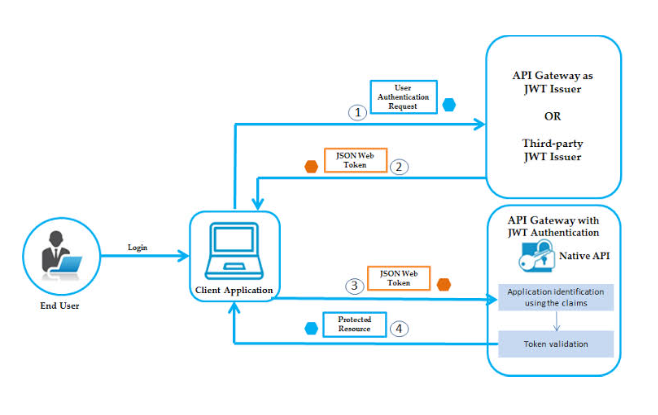 User
Authentication
Request
1
API Gateway as
JWT Issuer
OR
Third-party
JWT Issuer
JSON Web
Token
2
Login
End User
Client Application
API Gateway with
JWT Authentication
Native API
JSON Web
Token
3
Application identification
using the claims
Protected
Resource
4
Token validation